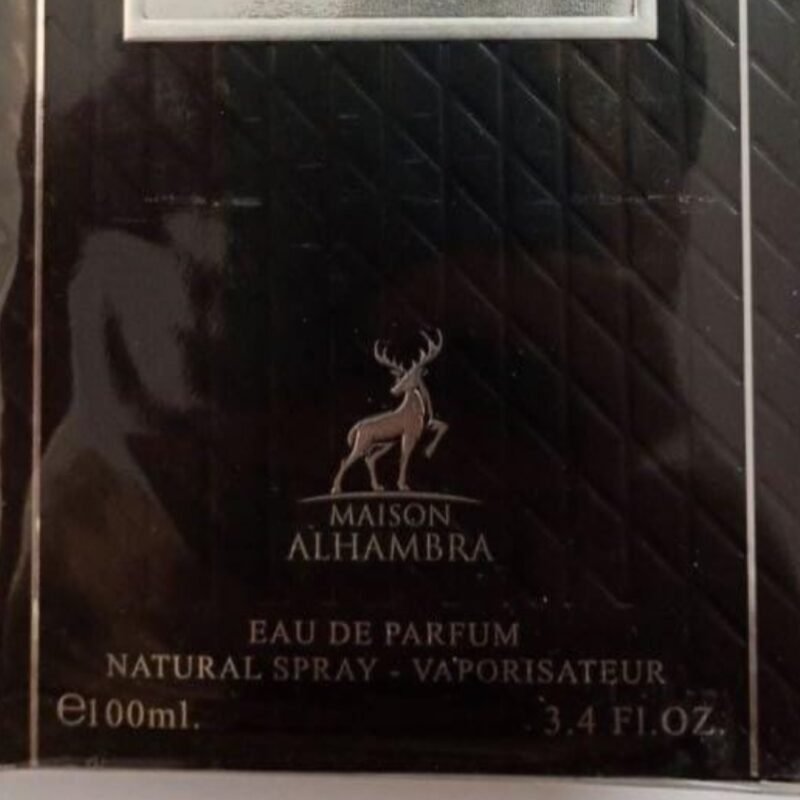 MAISON
ALHAMBRA
EAU DE PARFUM
NATURAL SPRAY - VAPORISATEUR
℮100ml.
3.4 Fl.OZ.